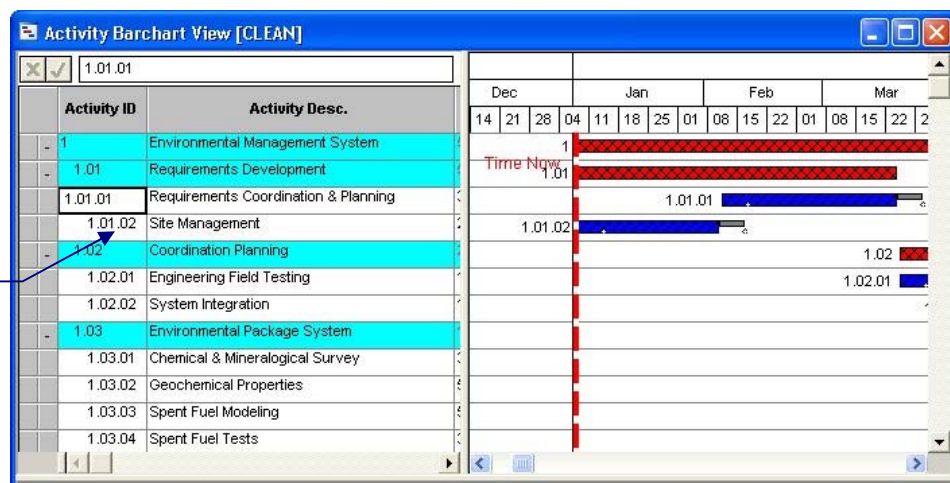 Activity Barchart View [CLEAN]
1.01.01
Activity ID Activity Desc.
Dec Jan Feb Mar
14 21 28 04 11 18 25 01 08 15 22 01 08 15 22
1 Environmental Management System 1
1.01 Requirements Development 1.01
Time Now
1.01.01 Requirements Coordination & Planning 1.01.01
1.01.02 Site Management 1.01.02
1.02 Coordination Planning 1.02
1.02.01 Engineering Field Testing 1.02.01
1.02.02 System Integration
1.03 Environmental Package System
1.03.01 Chemical & Mineralogical Survey
1.03.02 Geochemical Properties
1.03.03 Spent Fuel Modeling
1.03.04 Spent Fuel Tests